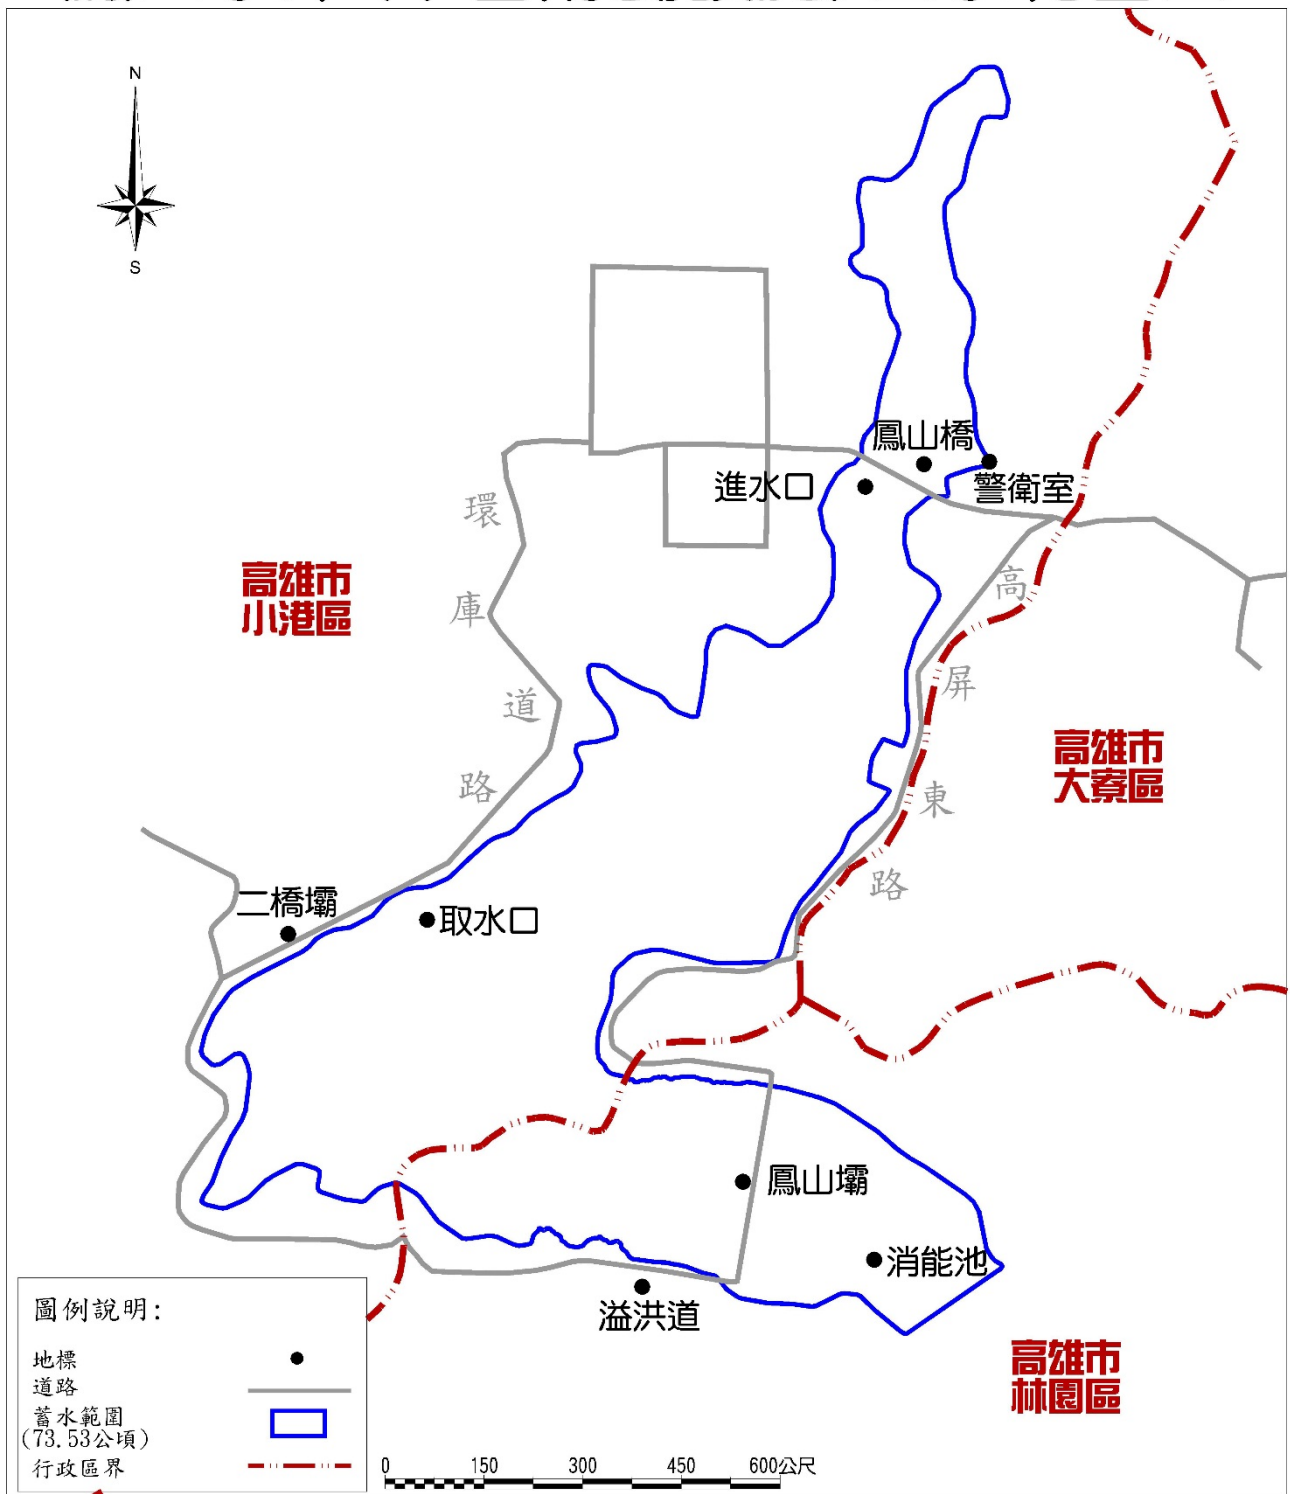 N
S
鳳山橋
進水口
警衛室
環
庫
道
路
高雄市
小港區
高
屏
東
路
高雄市
大寮區
二橋壩
取水口
鳳山壩
消能池
溢洪道
高雄市
林園區
圖例說明:
地標
道路
蓄水範圍
(73.53公頃)
行政區界
0 150 300 450 600公尺